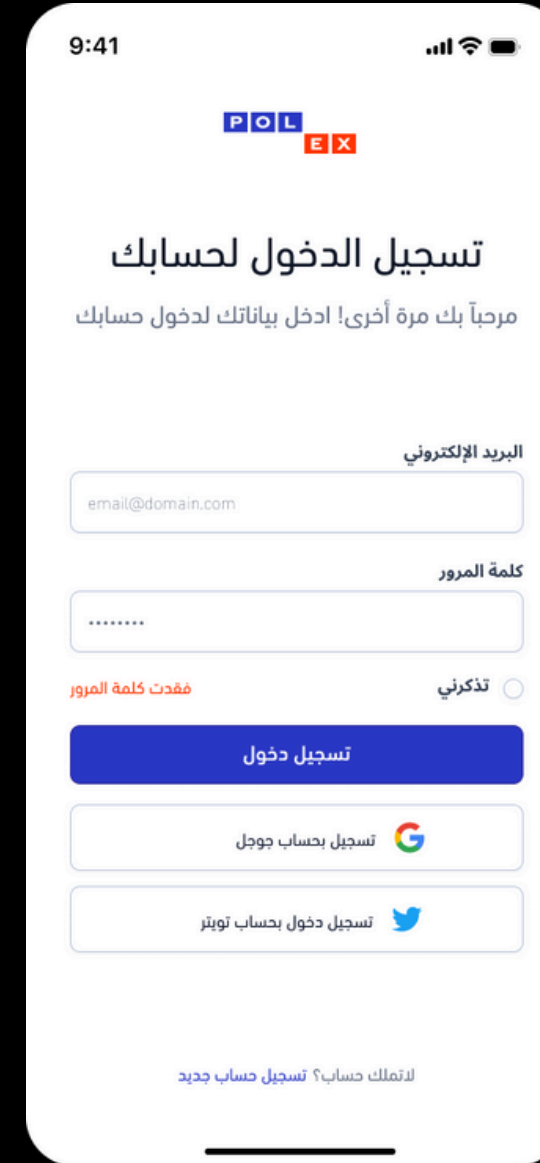 9:41
POL
EX
تسجيل الدخول لحسابك
مرحباً بك مرة أخرى! ادخل بياناتك لدخول حسابك
البريد الإلكتروني
email@domain.com
كلمة المرور
••••••••
تذكرني
فقدت كلمة المرور
تسجيل دخول
تسجيل بحساب جوجل
تسجيل دخول بحساب تويتر
لاتملك حساب؟ تسجيل حساب جديد